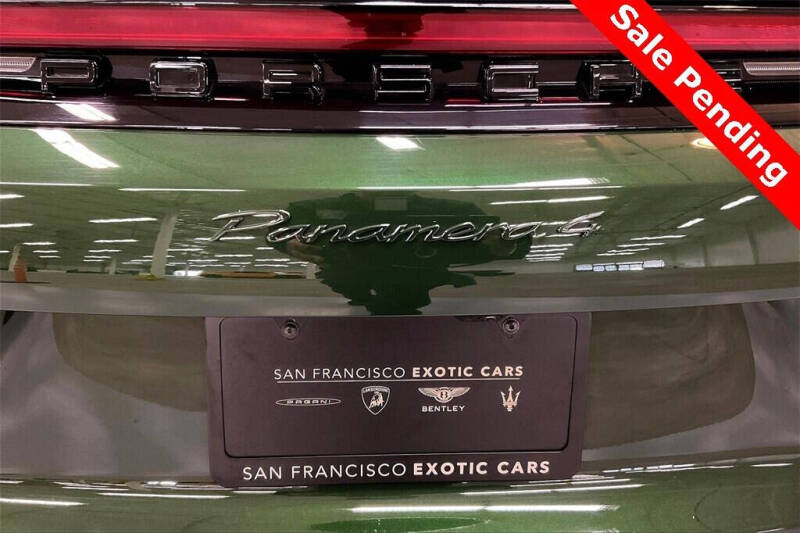 PORSCHE
Sale Pending
Panamera 4
SAN FRANCISCO EXOTIC CARS
PAGANI
BENTLEY
SAN FRANCISCO EXOTIC CARS